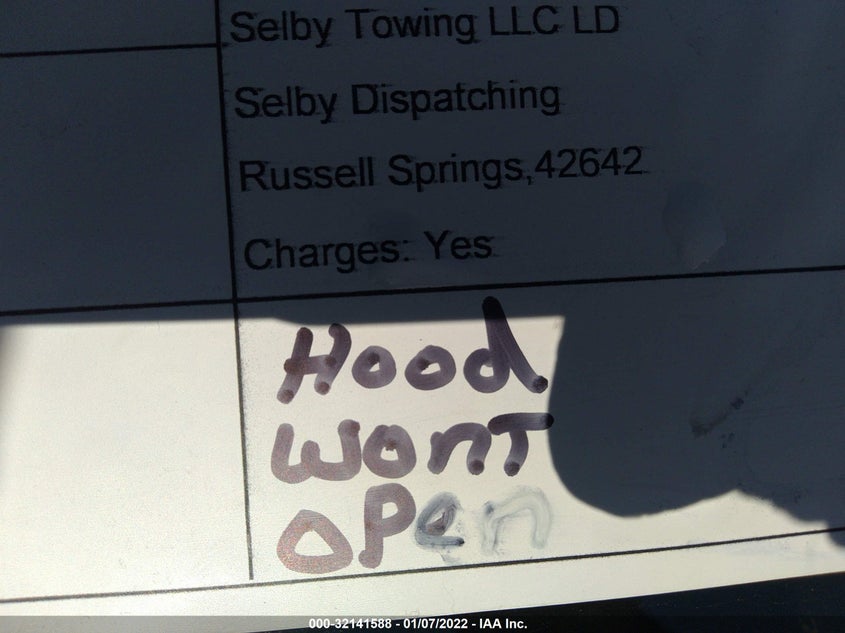 Selby Towing LLC LD
Selby Dispatching
Russell Springs,42642
Charges: Yes
Hood
wont
open
000-32141588 - 01/07/2022 - IAA Inc.